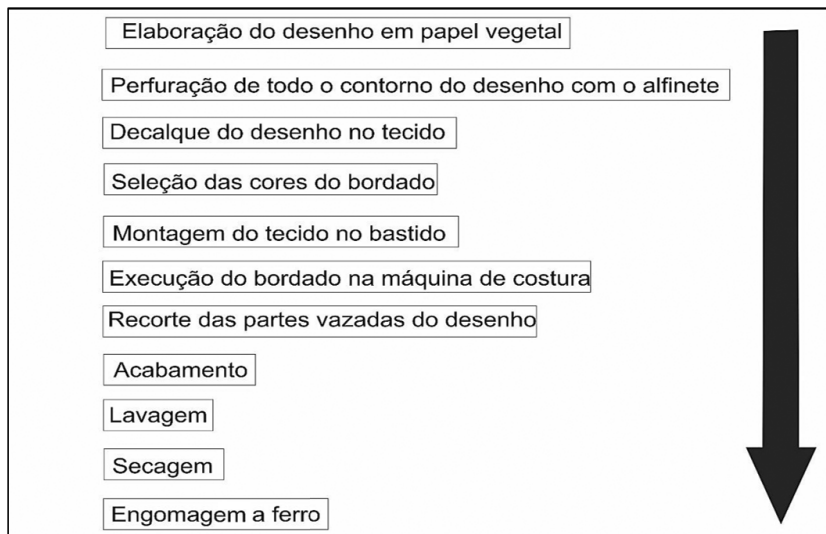 Elaboração do desenho em papel vegetal
Perfuração de todo o contorno do desenho com o alfinete
Decalque do desenho no tecido
Seleção das cores do bordado
Montagem do tecido no bastido
Execução do bordado na máquina de costura
Recorte das partes vazadas do desenho
Acabamento
Lavagem
Secagem
Engomagem a ferro